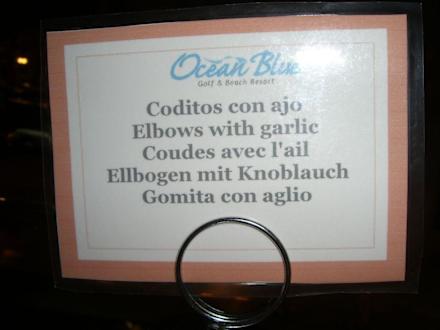 Ocean Blue
Golf & Beach Resort
Coditos con ajo
Elbows with garlic
Coudes avec l'ail
Ellbogen mit Knoblauch
Gomita con aglio